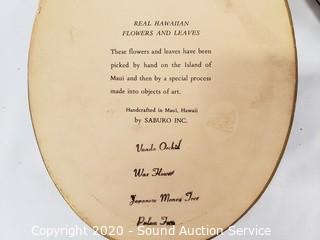 REAL HAWAIIAN
FLOWERS AND LEAVES
These flowers and leaves have been
picked by hand on the Island of
Maui and then by a special process
made into objects of art.
Handcrafted in Maui, Hawaii
by SABURO INC.
Vanda Orchid
Wax Flower
Japanese Money Tree
Fern
Copyright 2020 - Sound Auction Service